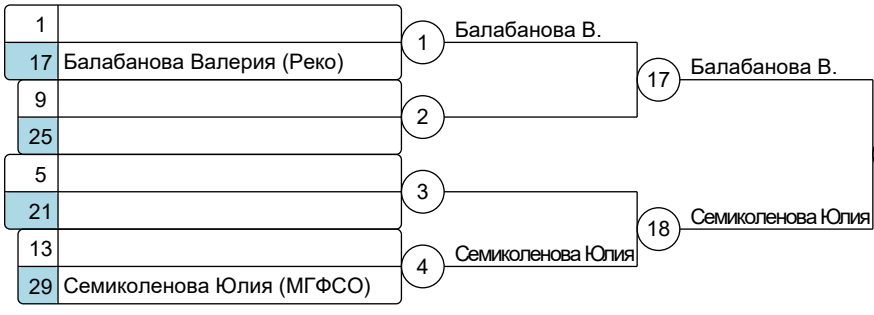 1
17 Балабанова Валерия (Реко)
9
25
5
21
13
29 Семиколенова Юлия (МГФСО)
1 Балабанова В.
2
3
4 Семиколенова Юлия
17 Балабанова В.
18 Семиколенова Юлия